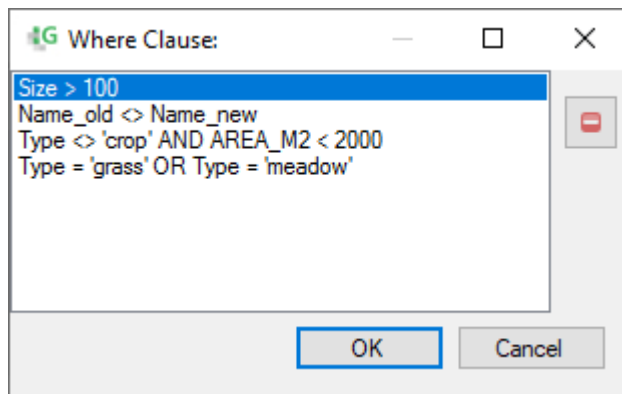 G Where Clause:
Size > 100
Name_old <> Name_new
Type <> 'crop' AND AREA_M2 < 2000
Type = 'grass' OR Type = 'meadow'
OK Cancel